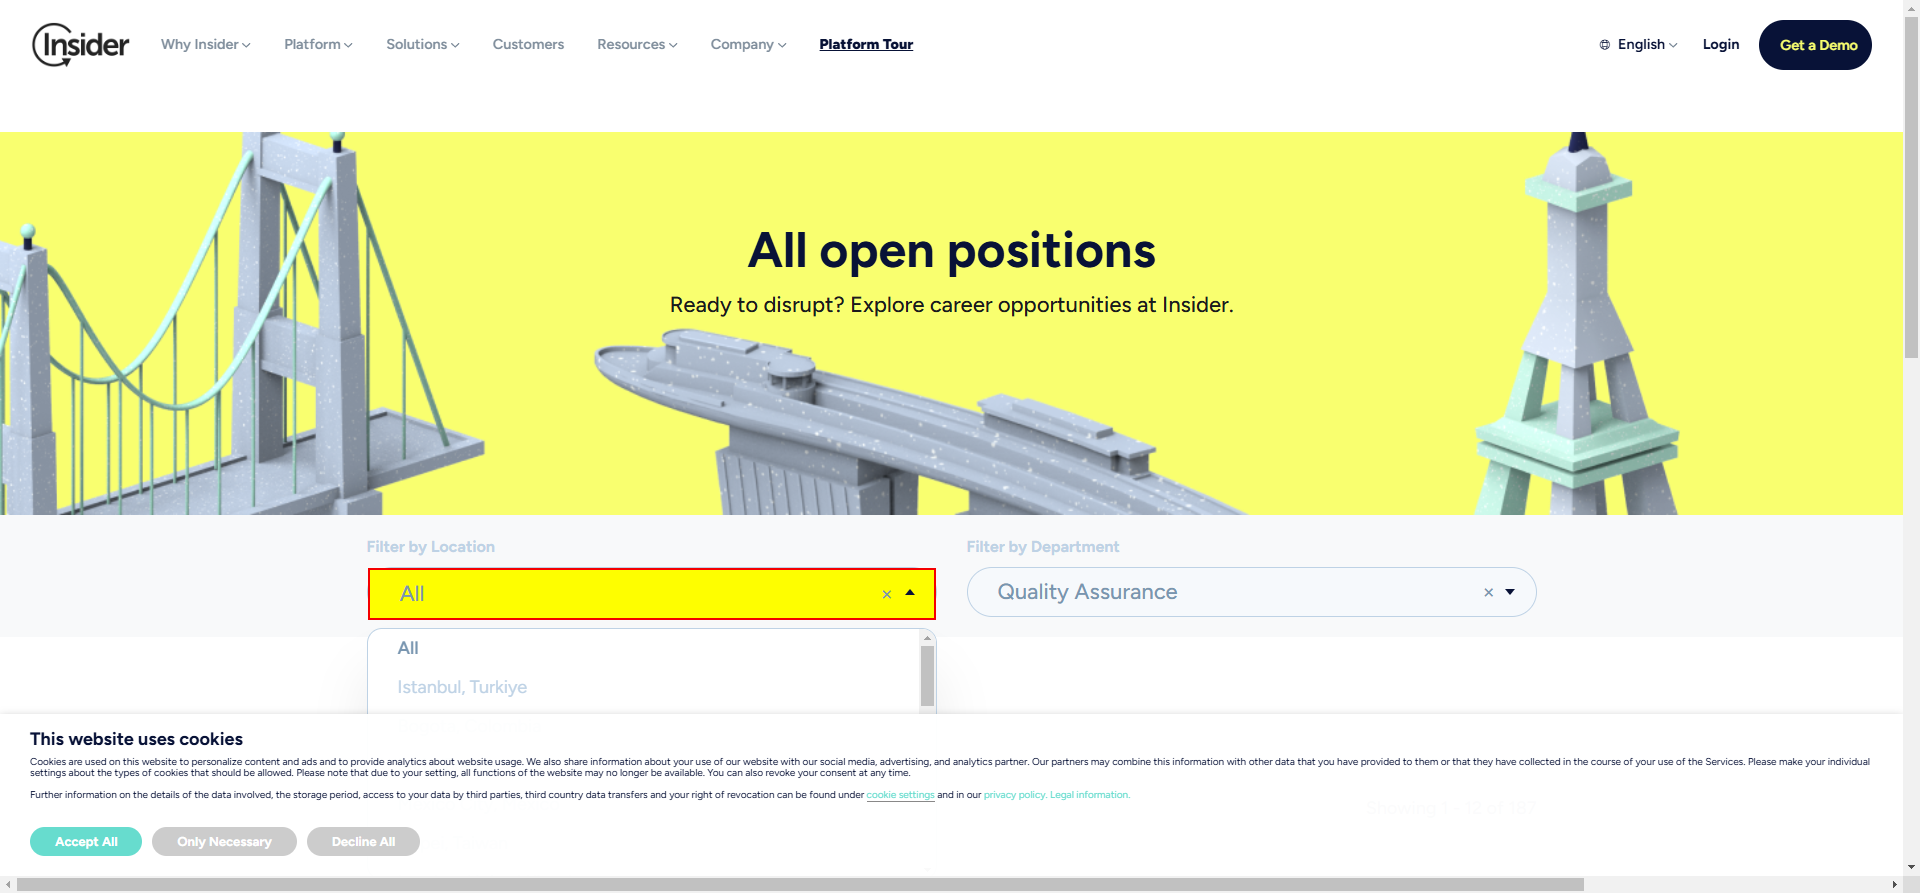 Insider
Why Insider
Platform
Solutions
Customers
Resources
Company
Platform Tour
English
Login
Get a Demo
All open positions
Ready to disrupt? Explore career opportunities at Insider.
Filter by Location
Filter by Department
All
×
Quality Assurance
×
All
Istanbul, Turkiye
This website uses cookies
Cookies are used on this website to personalize content and ads and to provide analytics about website usage. We also share information about your use of our website with our social media, advertising, and analytics partner. Our partners may combine this information with other data that you have provided to them or that they have collected in the course of your use of the Services. Please make your individual
settings about the types of cookies that should be allowed. Please note that due to your setting, all functions of the website may no longer be available. You can also revoke your consent at any time.
Further information on the details of the data involved, the storage period, access to your data by third parties, third country data transfers and your right of revocation can be found under cookie settings and in our privacy policy. Legal information.
Accept All
Only Necessary
Decline All